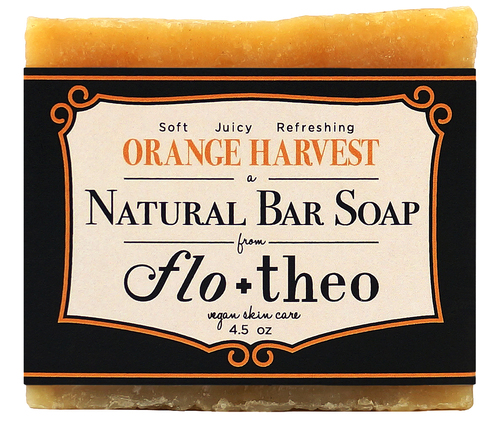 Soft Juicy Refreshing
ORANGE HARVEST
a
NATURAL BAR SOAP
from
flo+theo
vegan skin care
4.5 oz